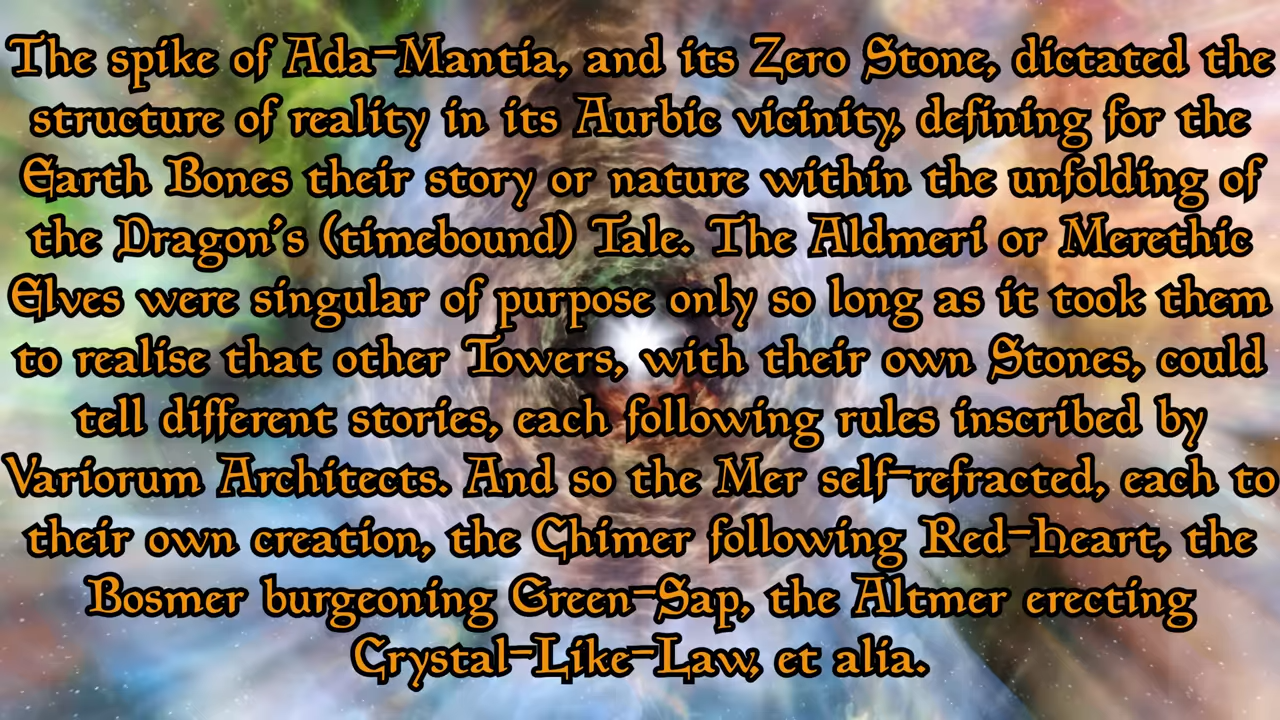 The spike of Ada-Mantia, and its Zero Stone, dictated the
structure of reality in its Aurbic vicinity, defining for the
Earth Bones their story or nature within the unfolding of
the Dragon's (timebound) Tale. The Aldmeri or Merethic
Elves were singular of purpose only so long as it took them
to realise that other Towers, with their own Stones, could
tell different stories, each following rules inscribed by
Variorum Architects. And so the Mer self-refracted, each to
their own creation, the Chimer following Red-Heart, the
Bosmer burgeoning Green-Sap, the Altmer erecting
Crystal-Like-Law, et alia.